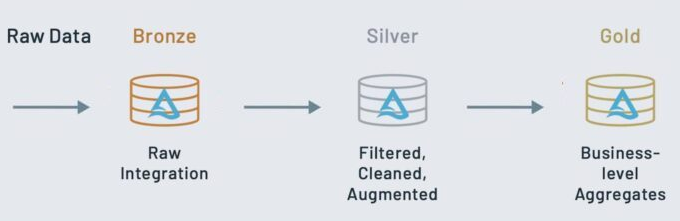 Raw Data
Bronze
Silver
Gold
Raw
Integration
Filtered,
Cleaned,
Augmented
Business-
level
Aggregates